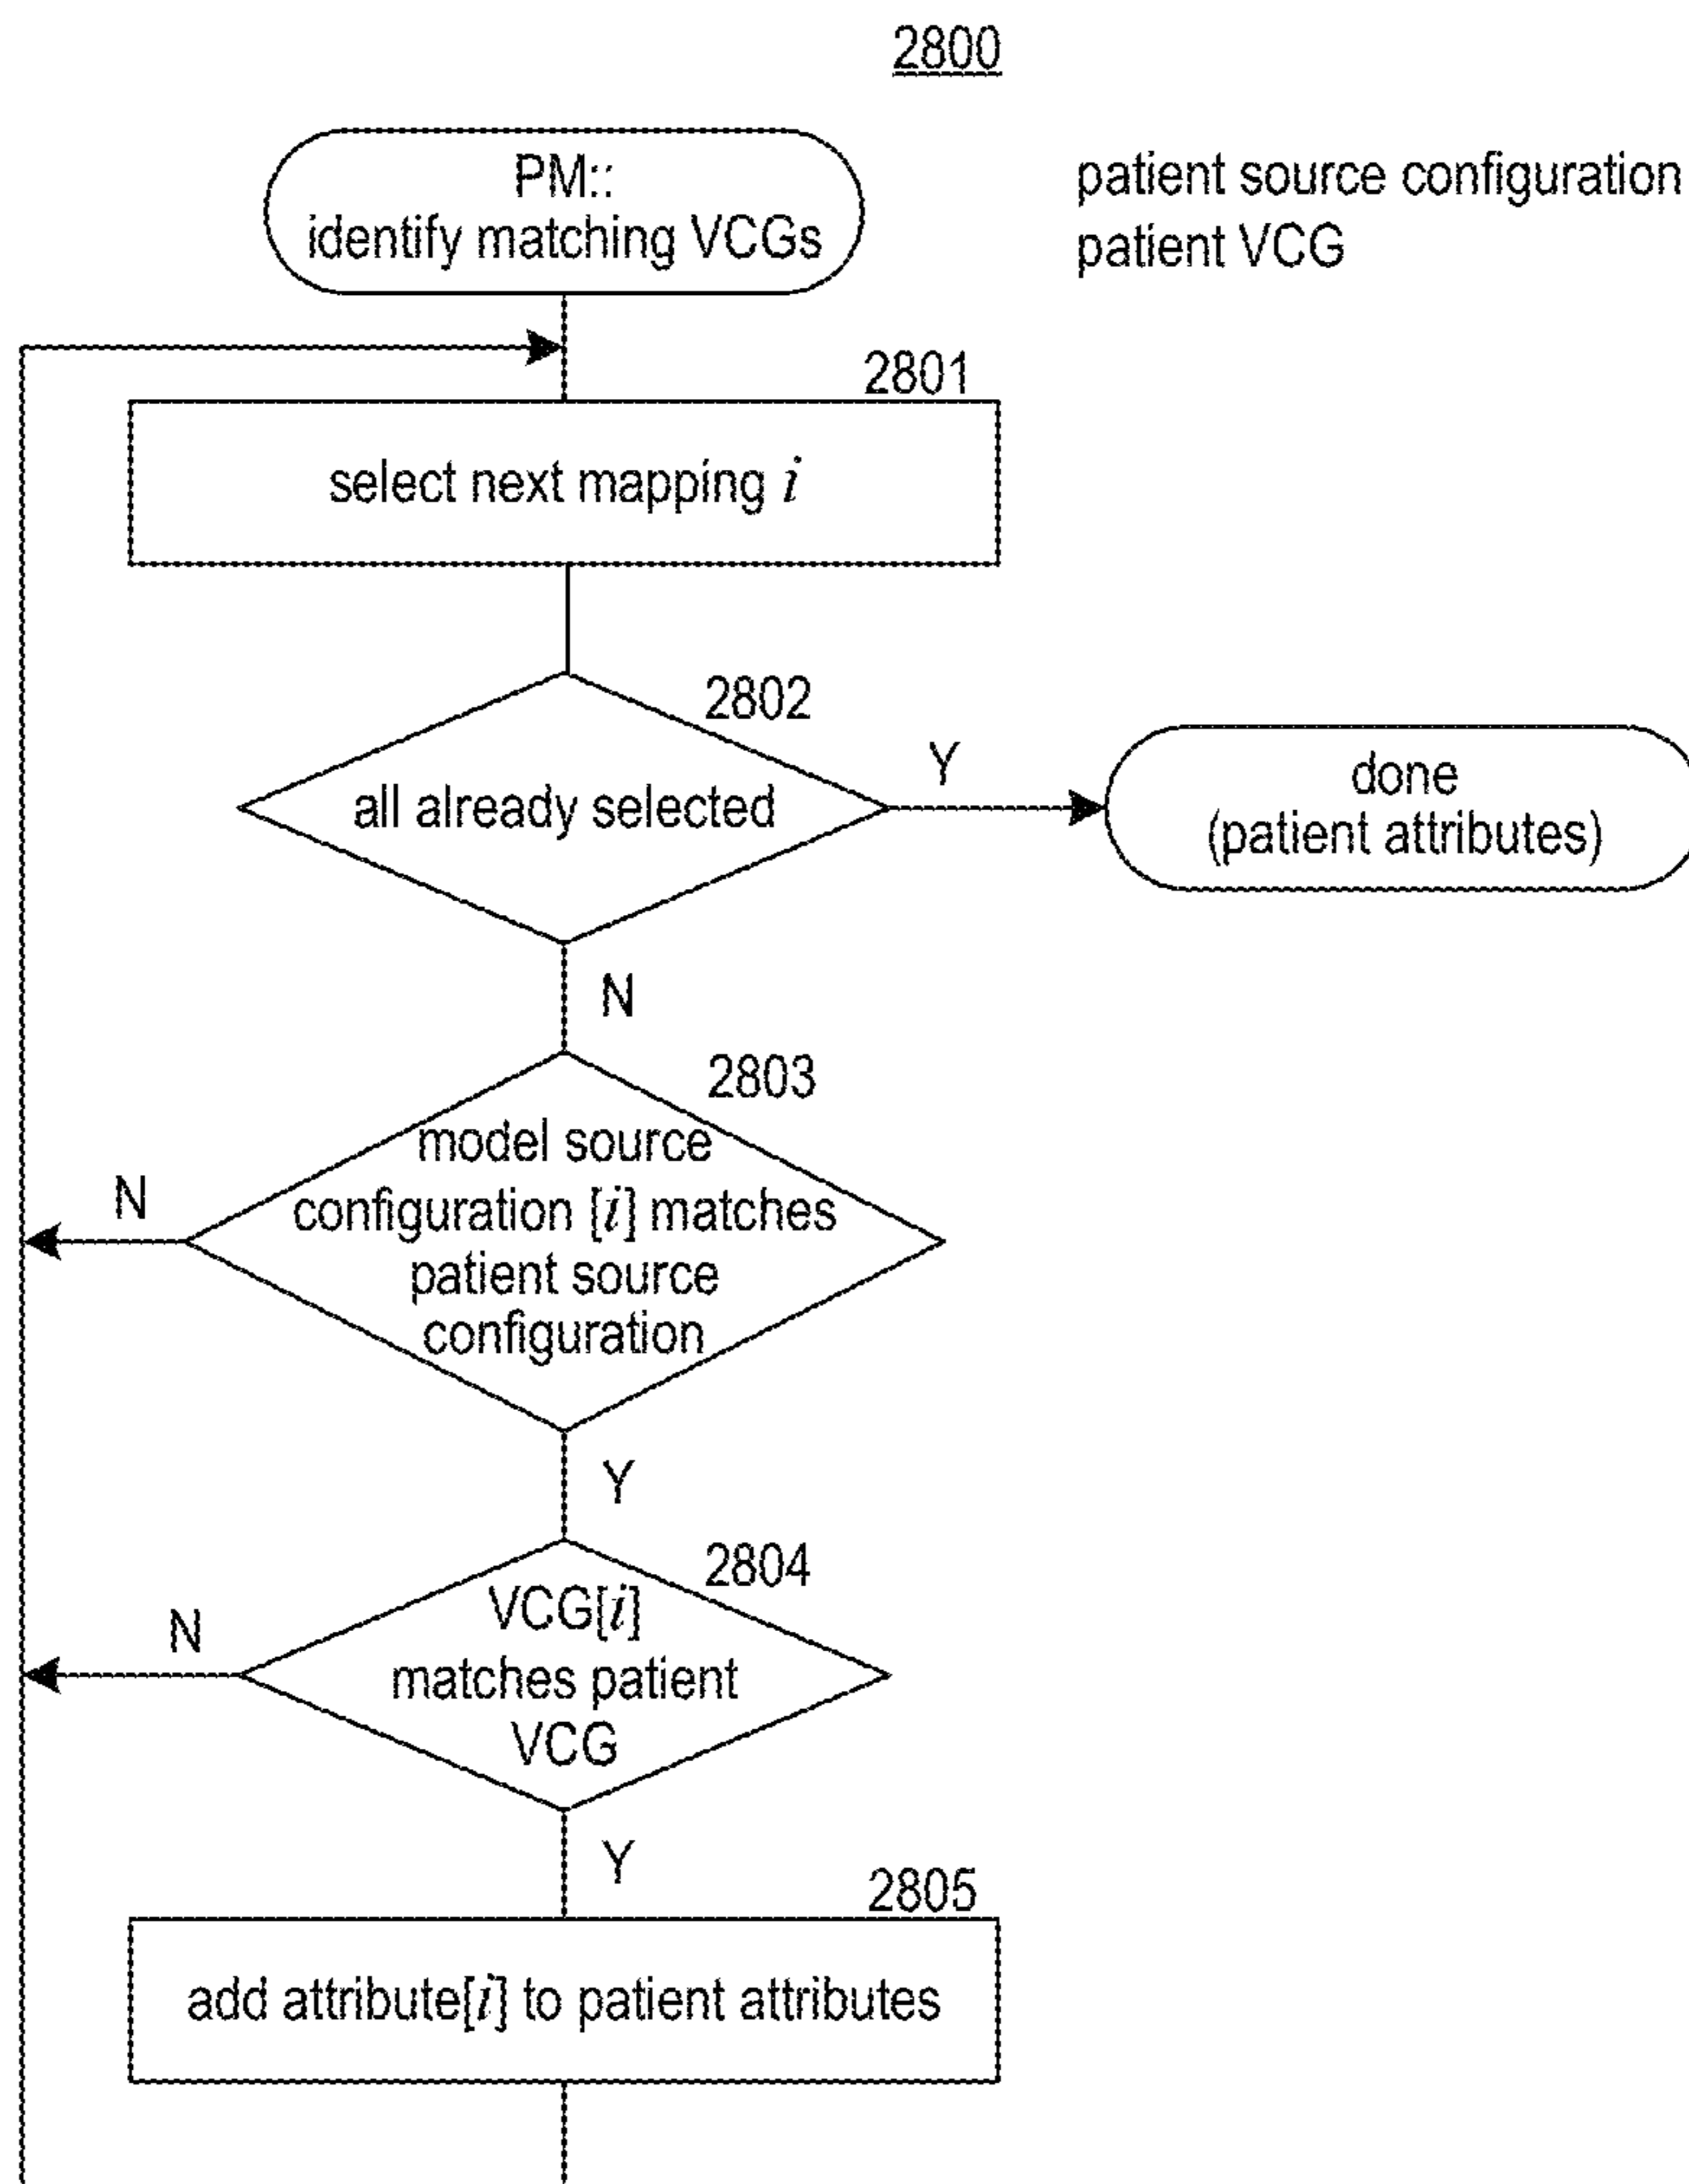 2800
PM::
identify matching VCGs
patient source configuration
patient VCG
2801
select next mapping i
2802
all already selected
Y
done
(patient attributes)
N
2803
model source
configuration [i] matches
patient source
configuration
N
Y
2804
VCG[i]
matches patient
VCG
N
Y
2805
add attribute[i] to patient attributes